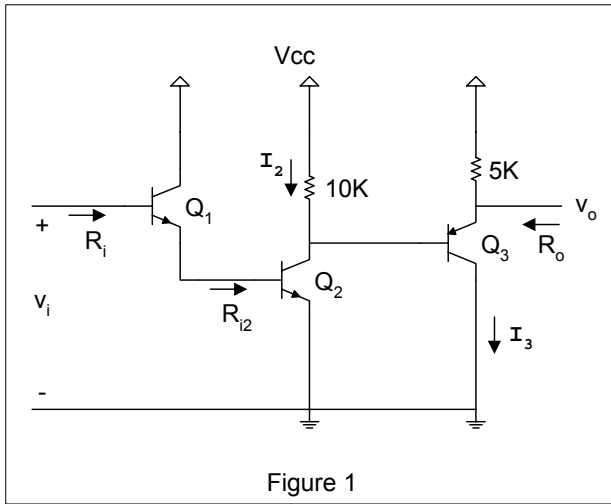 Vcc
I₂
10K
5K
Q₁
+
Rᵢ
vₒ
Q₃
Rₒ
Q₂
vᵢ
Rᵢ₂
I₃
-
Figure 1